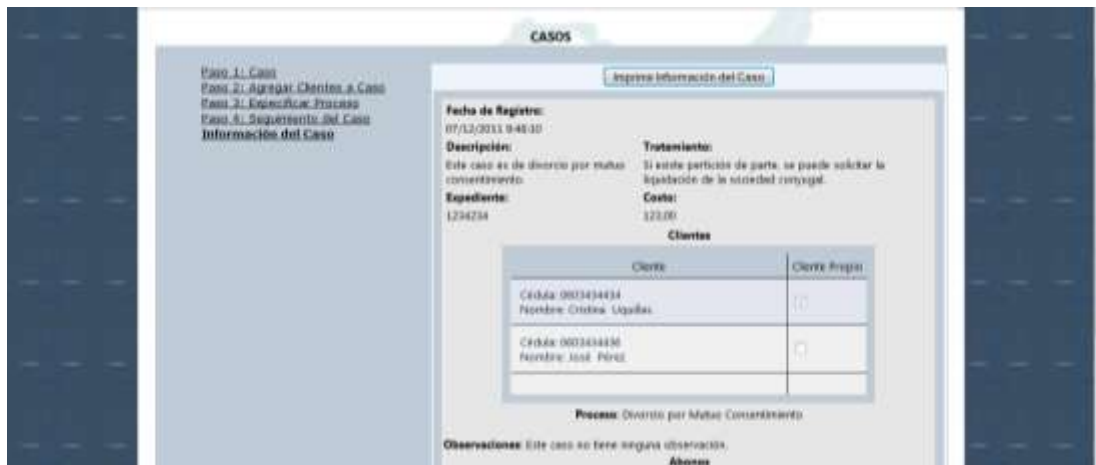 CASOS
Paso 1: Caso
Paso 2: Agregar Clientes a Caso
Paso 3: Especificar Proceso
Paso 4: Seguimiento del Caso
Información del Caso
Imprime Información del Caso
Fecha de Registro:
07/12/2011 9:48:10
Descripción:
Este caso es de divorcio por mutuo
consentimiento.
Tratamiento:
Si existe partición de parte, se puede solicitar la
liquidación de la sociedad conyugal.
Expediente:
1234234
Costo:
123,00
Clientes
Cliente
Cliente Propio
Cédula: 0603434434
Nombre: Cristina Uquillas
Cédula: 0603434436
Nombre: José Pérez
Proceso: Divorcio por Mutuo Consentimiento
Observaciones: Este caso no tiene ninguna observación.
Abonos